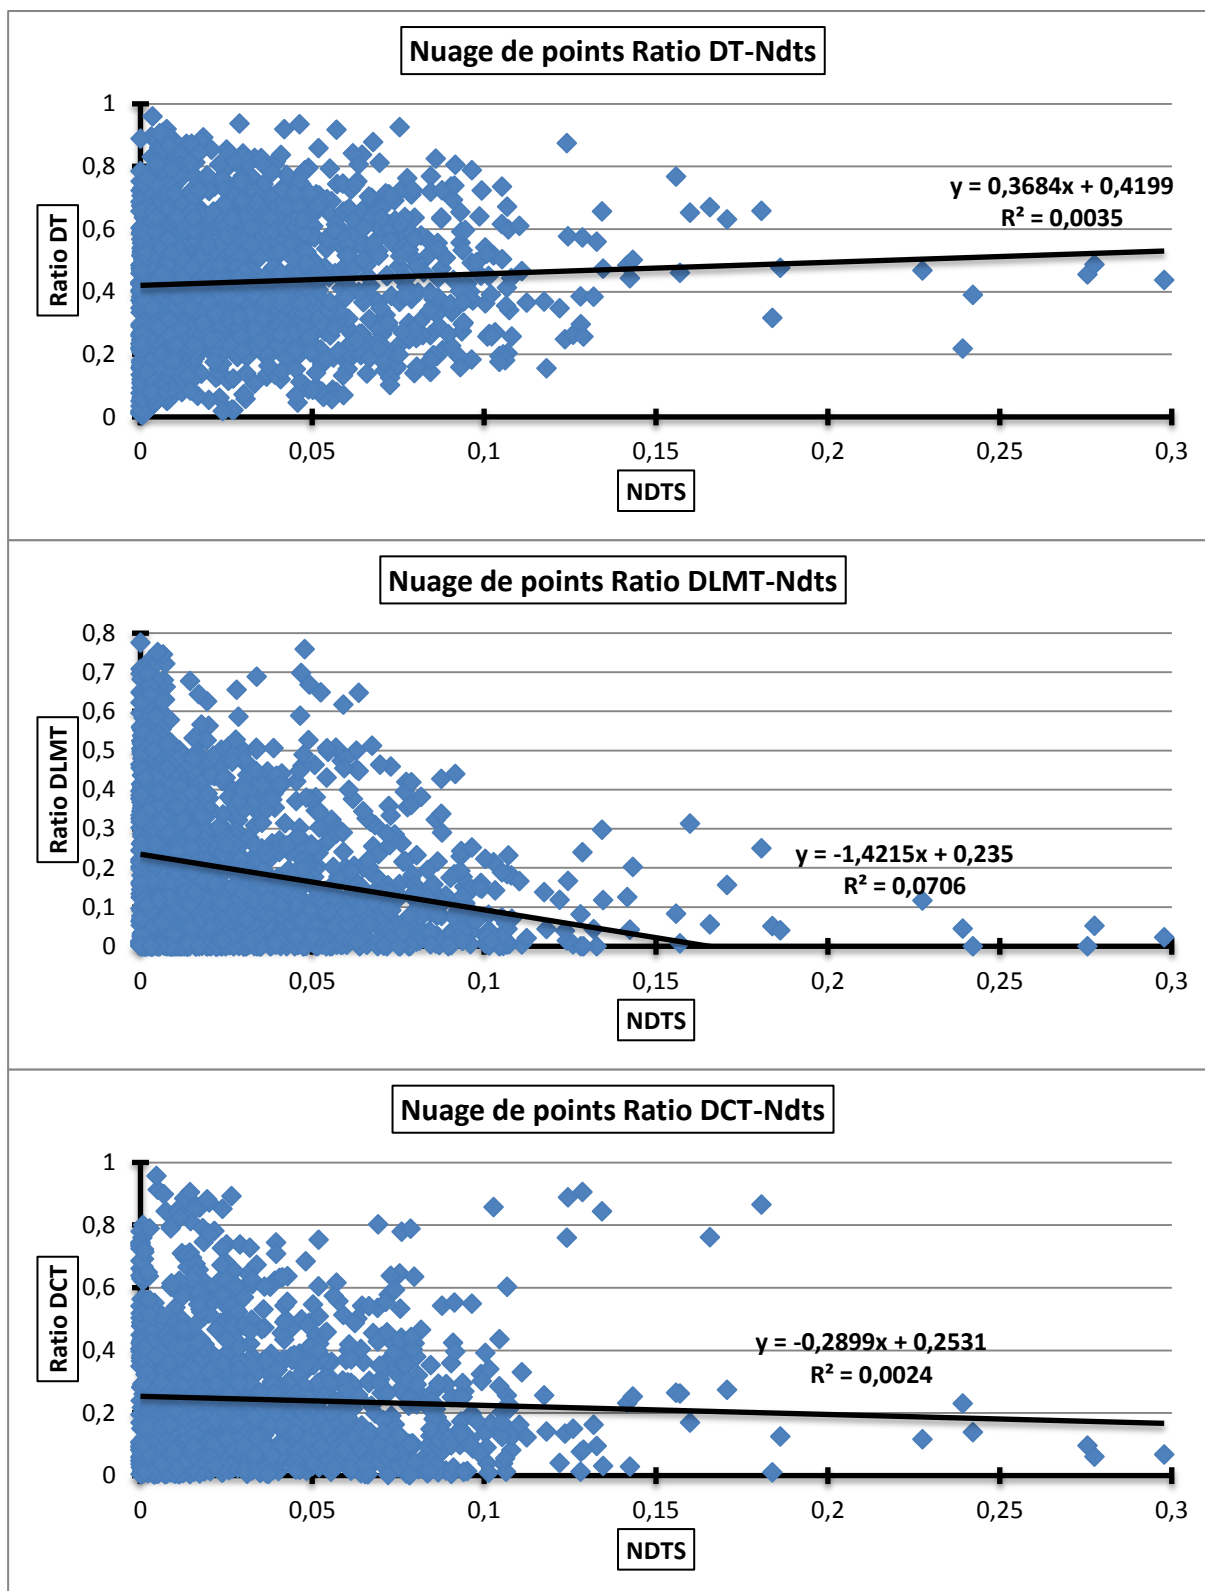 Nuage de points Ratio DT-Ndts
1
0,8
0,6
0,4
0,2
0
Ratio DT
y = 0,3684x + 0,4199
R² = 0,0035
0 0,05 0,1 0,15 0,2 0,25 0,3
NDTS
Nuage de points Ratio DLMT-Ndts
0,8
0,7
0,6
0,5
0,4
0,3
0,2
0,1
0
Ratio DLMT
y = -1,4215x + 0,235
R² = 0,0706
0 0,05 0,1 0,15 0,2 0,25 0,3
NDTS
Nuage de points Ratio DCT-Ndts
1
0,8
0,6
0,4
0,2
0
Ratio DCT
y = -0,2899x + 0,2531
R² = 0,0024
0 0,05 0,1 0,15 0,2 0,25 0,3
NDTS